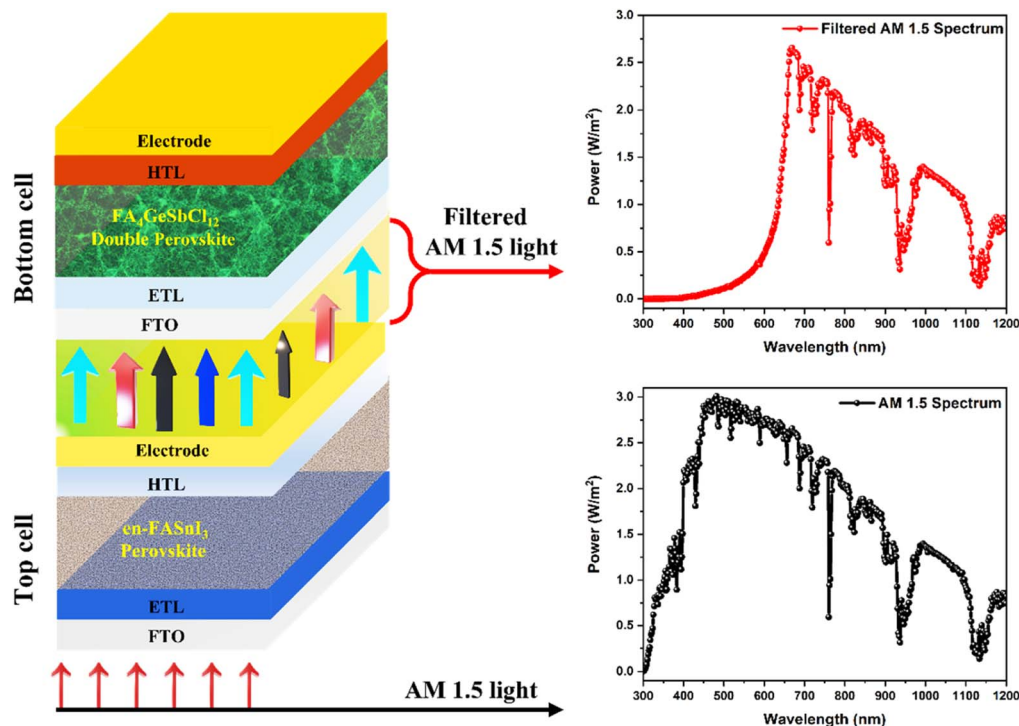 Bottom cell
Electrode
HTL
FA₄GeSbCl₁₂
Double Perovskite
ETL
FTO
Electrode
HTL
en-FASnI₃
Perovskite
ETL
FTO
Top cell
AM 1.5 light
Filtered
AM 1.5 light
Filtered AM 1.5 Spectrum
Power (W/m²)
3.0
2.5
2.0
1.5
1.0
0.5
0.0
300 400 500 600 700 800 900 1000 1100 1200
Wavelength (nm)
AM 1.5 Spectrum
Power (W/m²)
3.0
2.5
2.0
1.5
1.0
0.5
0.0
300 400 500 600 700 800 900 1000 1100 1200
Wavelength (nm)